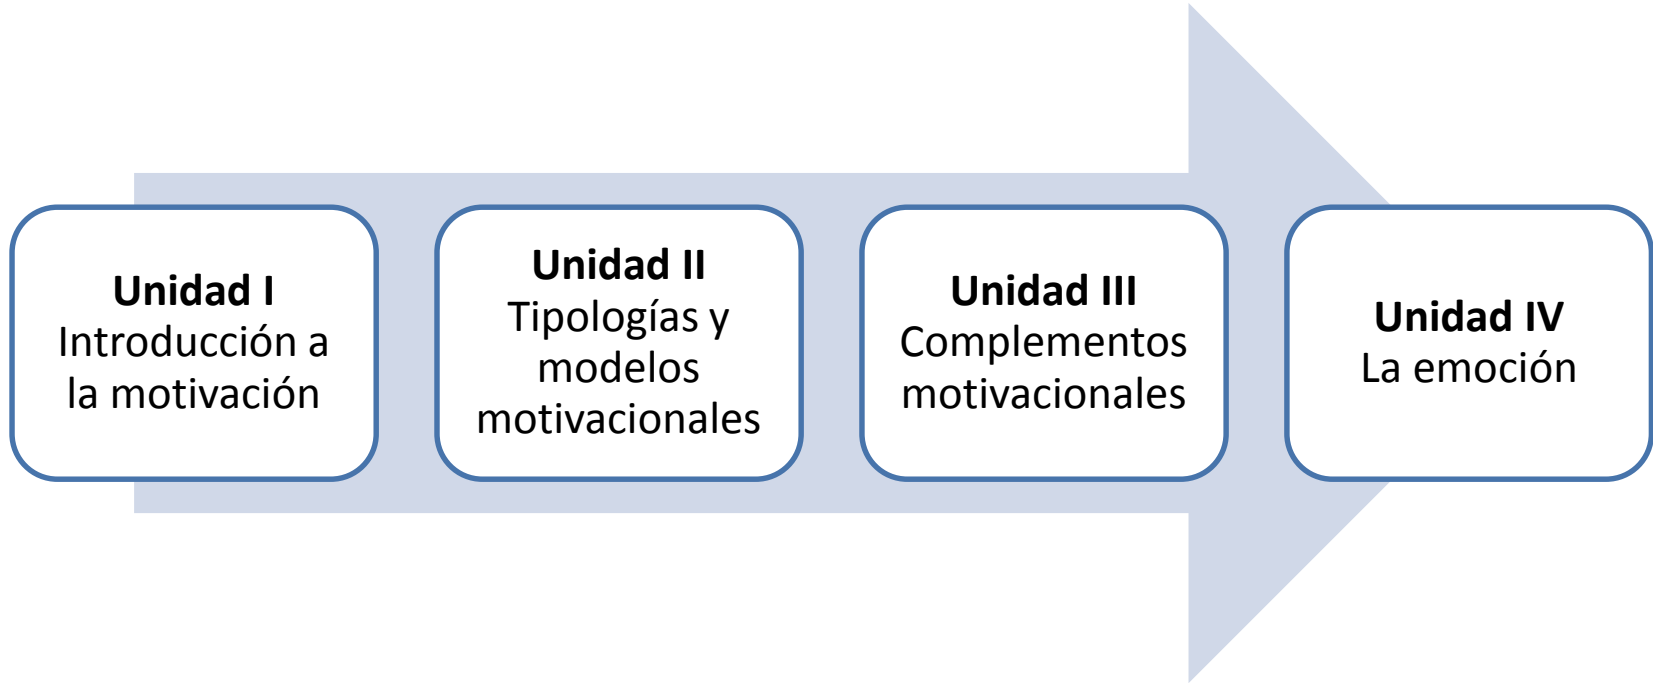 Unidad I
Introducción a
la motivación
Unidad II
Tipologías y
modelos
motivacionales
Unidad III
Complementos
motivacionales
Unidad IV
La emoción